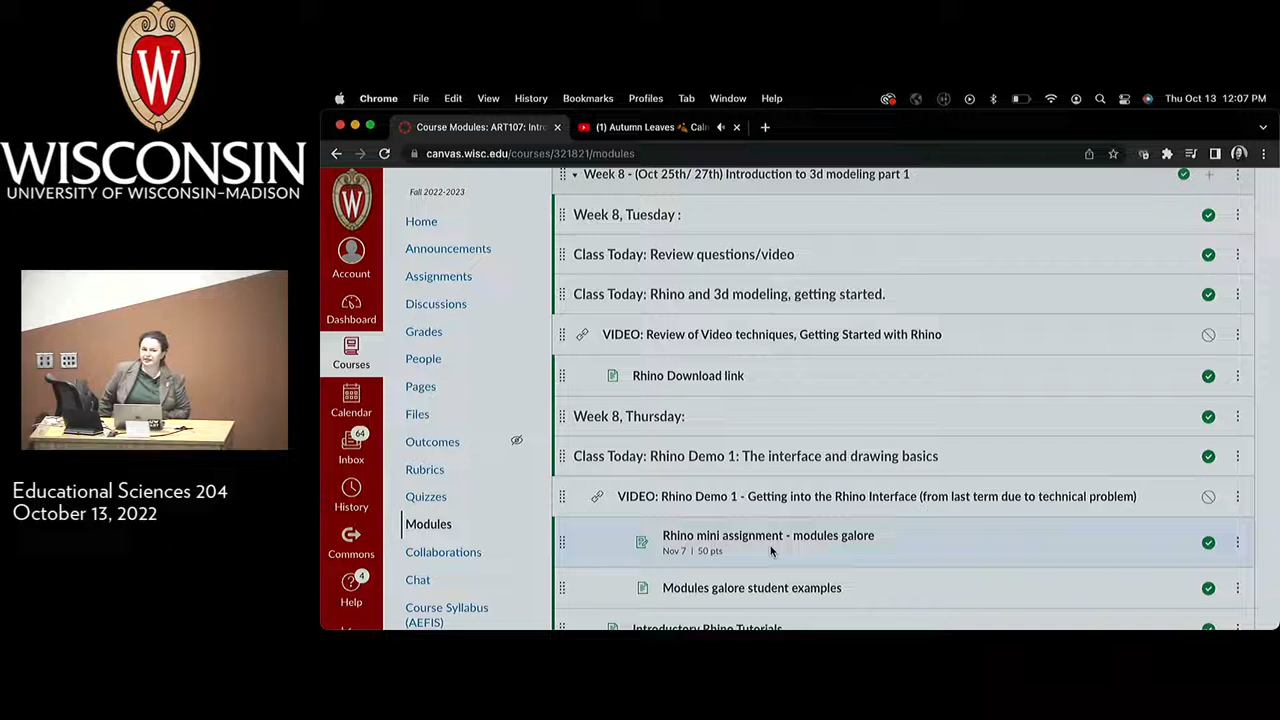 W
WISCONSIN
UNIVERSITY OF WISCONSIN–MADISON
Educational Sciences 204
October 13, 2022
Chrome File Edit View History Bookmarks Profiles Tab Window Help
Thu Oct 13 12:07 PM
Course Modules: ART107: Intr
(1) Autumn Leaves 🍂 Caln
canvas.wisc.edu/courses/321821/modules
W
Account
Dashboard
Courses
Calendar
64
Inbox
History
Commons
4
Help
Fall 2022-2023
Home
Announcements
Assignments
Discussions
Grades
People
Pages
Files
Outcomes
Rubrics
Quizzes
Modules
Collaborations
Chat
Course Syllabus
(AEFIS)
Week 8 - (Oct 25th/ 27th) Introduction to 3d modeling part 1
Week 8, Tuesday :
Class Today: Review questions/video
Class Today: Rhino and 3d modeling, getting started.
VIDEO: Review of Video techniques, Getting Started with Rhino
Rhino Download link
Week 8, Thursday:
Class Today: Rhino Demo 1: The interface and drawing basics
VIDEO: Rhino Demo 1 - Getting into the Rhino Interface (from last term due to technical problem)
Rhino mini assignment - modules galore
Nov 7 | 50 pts
Modules galore student examples
Introductory Rhino Tutorials